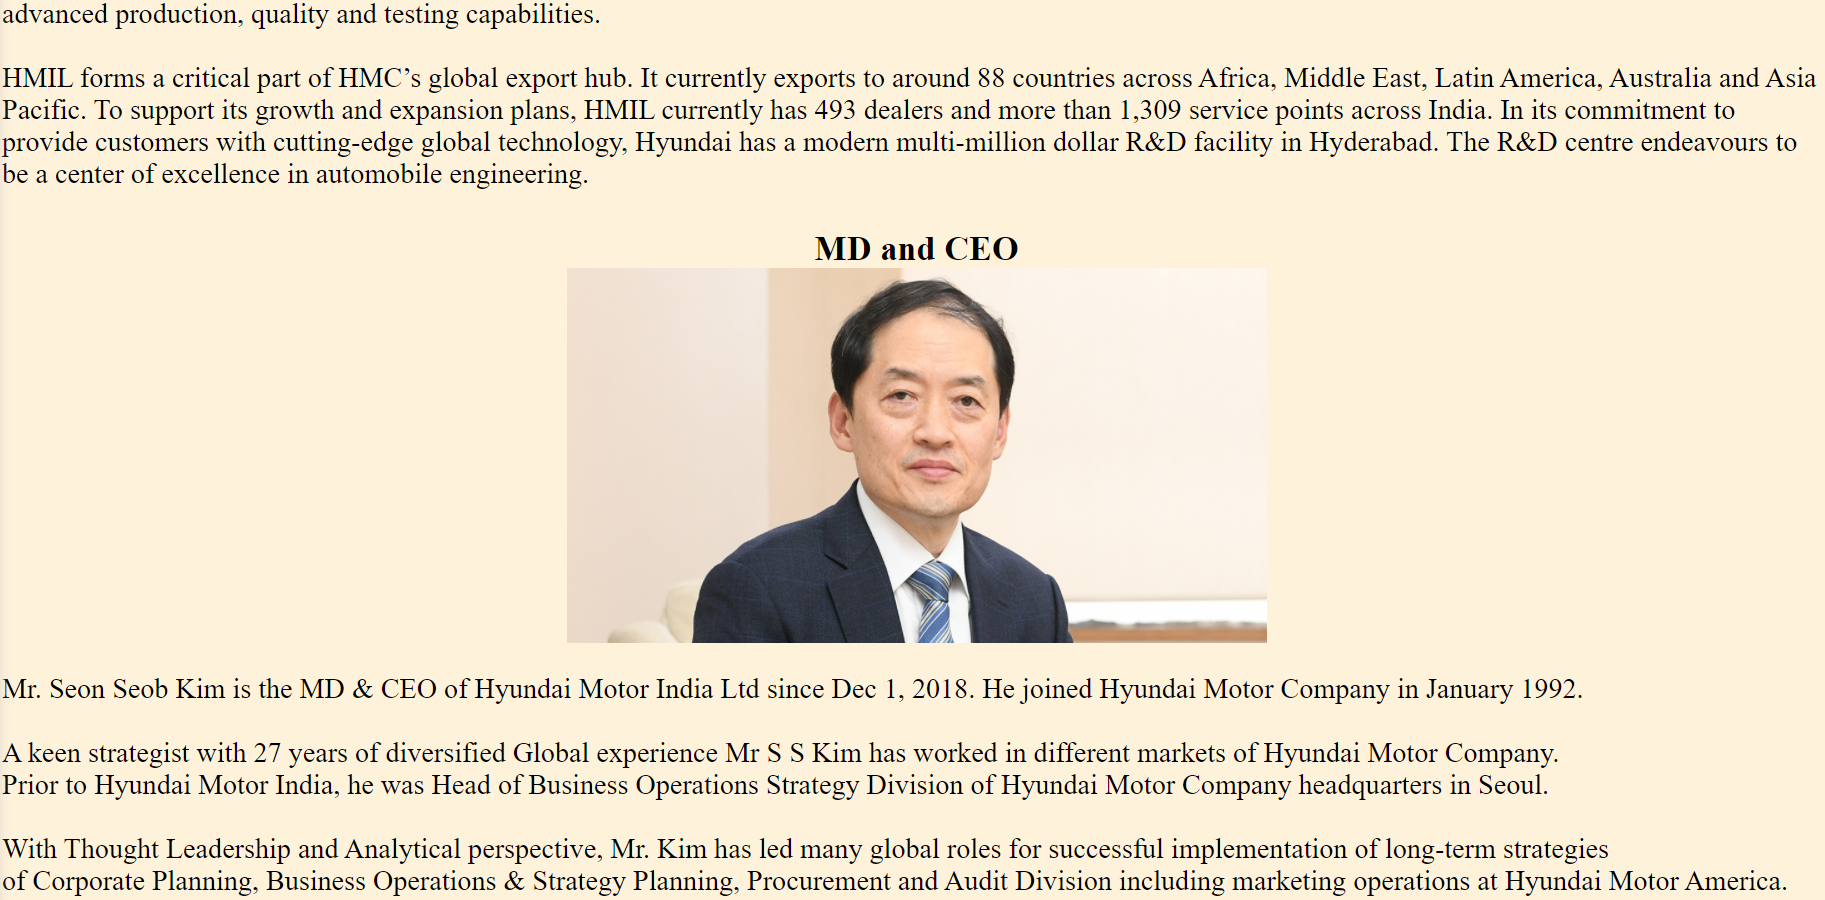 advanced production, quality and testing capabilities.
HMIL forms a critical part of HMC’s global export hub. It currently exports to around 88 countries across Africa, Middle East, Latin America, Australia and Asia
Pacific. To support its growth and expansion plans, HMIL currently has 493 dealers and more than 1,309 service points across India. In its commitment to
provide customers with cutting-edge global technology, Hyundai has a modern multi-million dollar R&D facility in Hyderabad. The R&D centre endeavours to
be a center of excellence in automobile engineering.
MD and CEO
Mr. Seon Seob Kim is the MD & CEO of Hyundai Motor India Ltd since Dec 1, 2018. He joined Hyundai Motor Company in January 1992.
A keen strategist with 27 years of diversified Global experience Mr S S Kim has worked in different markets of Hyundai Motor Company.
Prior to Hyundai Motor India, he was Head of Business Operations Strategy Division of Hyundai Motor Company headquarters in Seoul.
With Thought Leadership and Analytical perspective, Mr. Kim has led many global roles for successful implementation of long-term strategies
of Corporate Planning, Business Operations & Strategy Planning, Procurement and Audit Division including marketing operations at Hyundai Motor America.